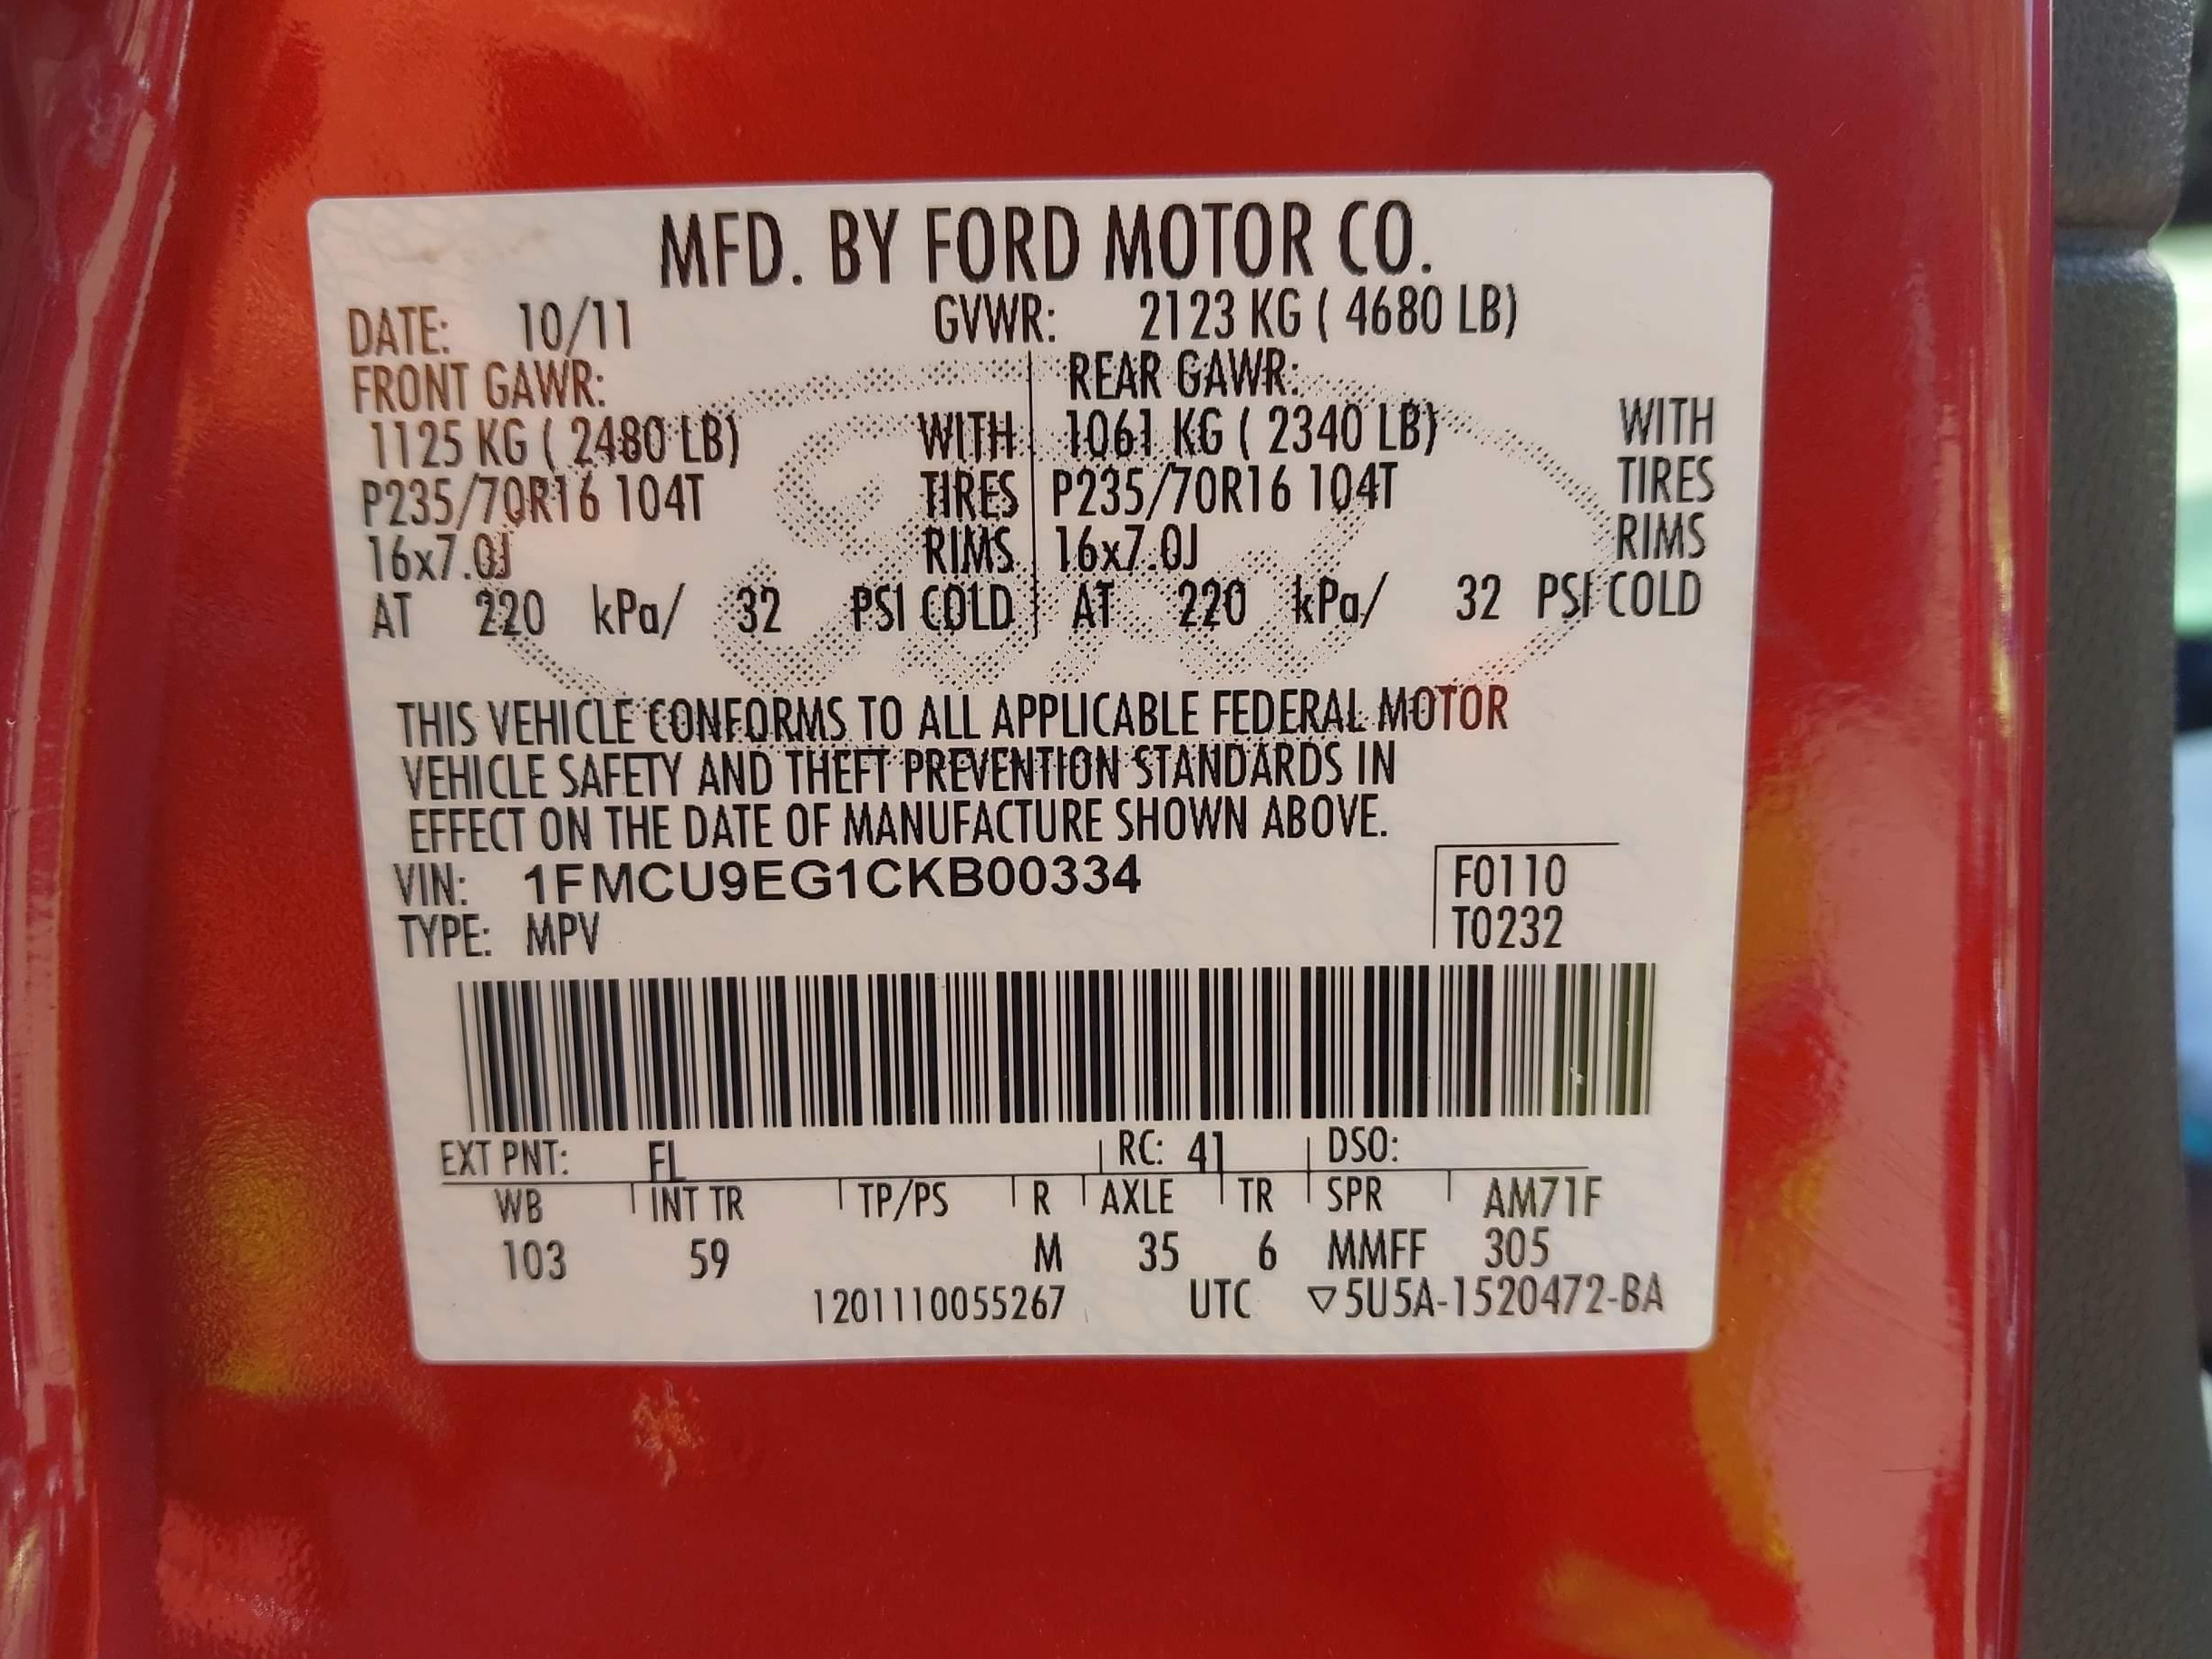 MFD. BY FORD MOTOR CO.
DATE: 10/11 GVWR: 2123 KG ( 4680 LB)
FRONT GAWR: REAR GAWR:
1125 KG ( 2480 LB) WITH 1061 KG ( 2340 LB) WITH
P235/70R16 104T TIRES P235/70R16 104T TIRES
16x7.0J RIMS 16x7.0J RIMS
AT 220 kPa/ 32 PSI COLD AT 220 kPa/ 32 PSI COLD
THIS VEHICLE CONFORMS TO ALL APPLICABLE FEDERAL MOTOR
VEHICLE SAFETY AND THEFT PREVENTION STANDARDS IN
EFFECT ON THE DATE OF MANUFACTURE SHOWN ABOVE.
VIN: 1FMCU9EG1CKB00334 F0110
TYPE: MPV T0232
EXT PNT: FL RC: 41 DSO:
WB INT TR TP/PS R AXLE TR SPR AM71F
103 59 M 35 6 MMFF 305
1201110055267 UTC ▽5U5A-1520472-BA